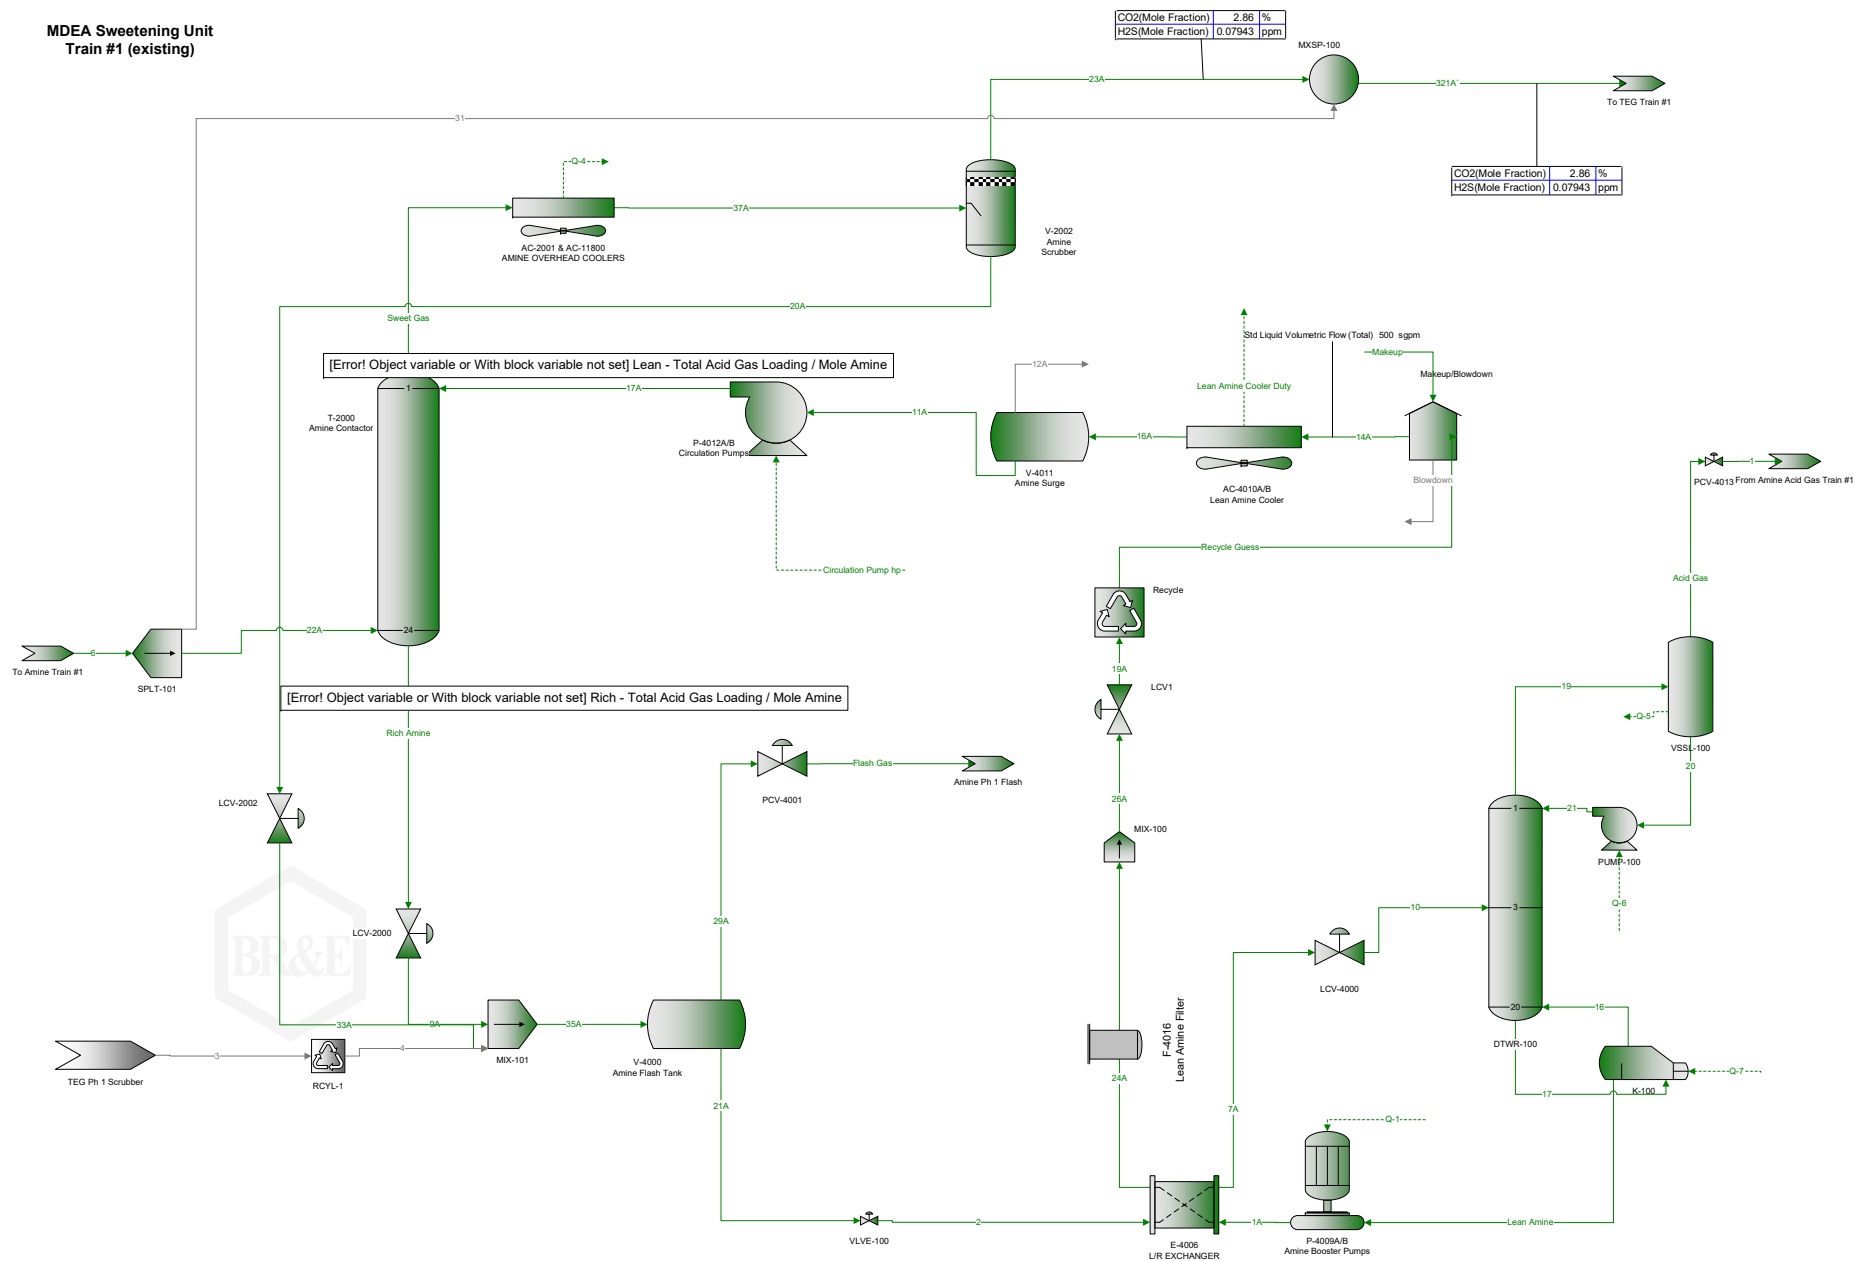 MDEA Sweetening Unit
Train #1 (existing)
CO2(Mole Fraction) 2.86 %
H2S(Mole Fraction) 0.07943 ppm
MXSP-100
23A
321A`
To TEG Train #1
31
Q-4
CO2(Mole Fraction) 2.86 %
H2S(Mole Fraction) 0.07943 ppm
37A
AC-2001 & AC-11800
AMINE OVERHEAD COOLERS
V-2002
Amine
Scrubber
20A
Sweet Gas
Std Liquid Volumetric Flow (Total) 500 sgpm
[Error! Object variable or With block variable not set] Lean - Total Acid Gas Loading / Mole Amine
12A
Makeup
Makeup/Blowdown
1
17A
Lean Amine Cooler Duty
T-2000
Amine Contactor
11A
16A
14A
P-4012A/B
Circulation Pumps
V-4011
Amine Surge
AC-4010A/B
Lean Amine Cooler
Blowdown
PCV-4013
1
From Amine Acid Gas Train #1
Recycle Guess
Circulation Pump hp
Acid Gas
Recycle
24
22A
6
To Amine Train #1
SPLT-101
19A
LCV1
19
[Error! Object variable or With block variable not set] Rich - Total Acid Gas Loading / Mole Amine
Q-5
Rich Amine
VSSL-100
20
PCV-4001
Flash Gas
Amine Ph 1 Flash
LCV-2002
26A
1
21
MIX-100
PUMP-100
29A
3
10
Q-6
LCV-2000
BR&E
LCV-4000
20
16
33A
9A
35A
MIX-101
F-4016
Lean Amine Filter
DTWR-100
3
4
TEG Ph 1 Scrubber
RCYL-1
V-4000
Amine Flash Tank
24A
K-100
Q-7
17
21A
7A
Q-1
2
1A
Lean Amine
VLVE-100
E-4006
L/R EXCHANGER
P-4009A/B
Amine Booster Pumps